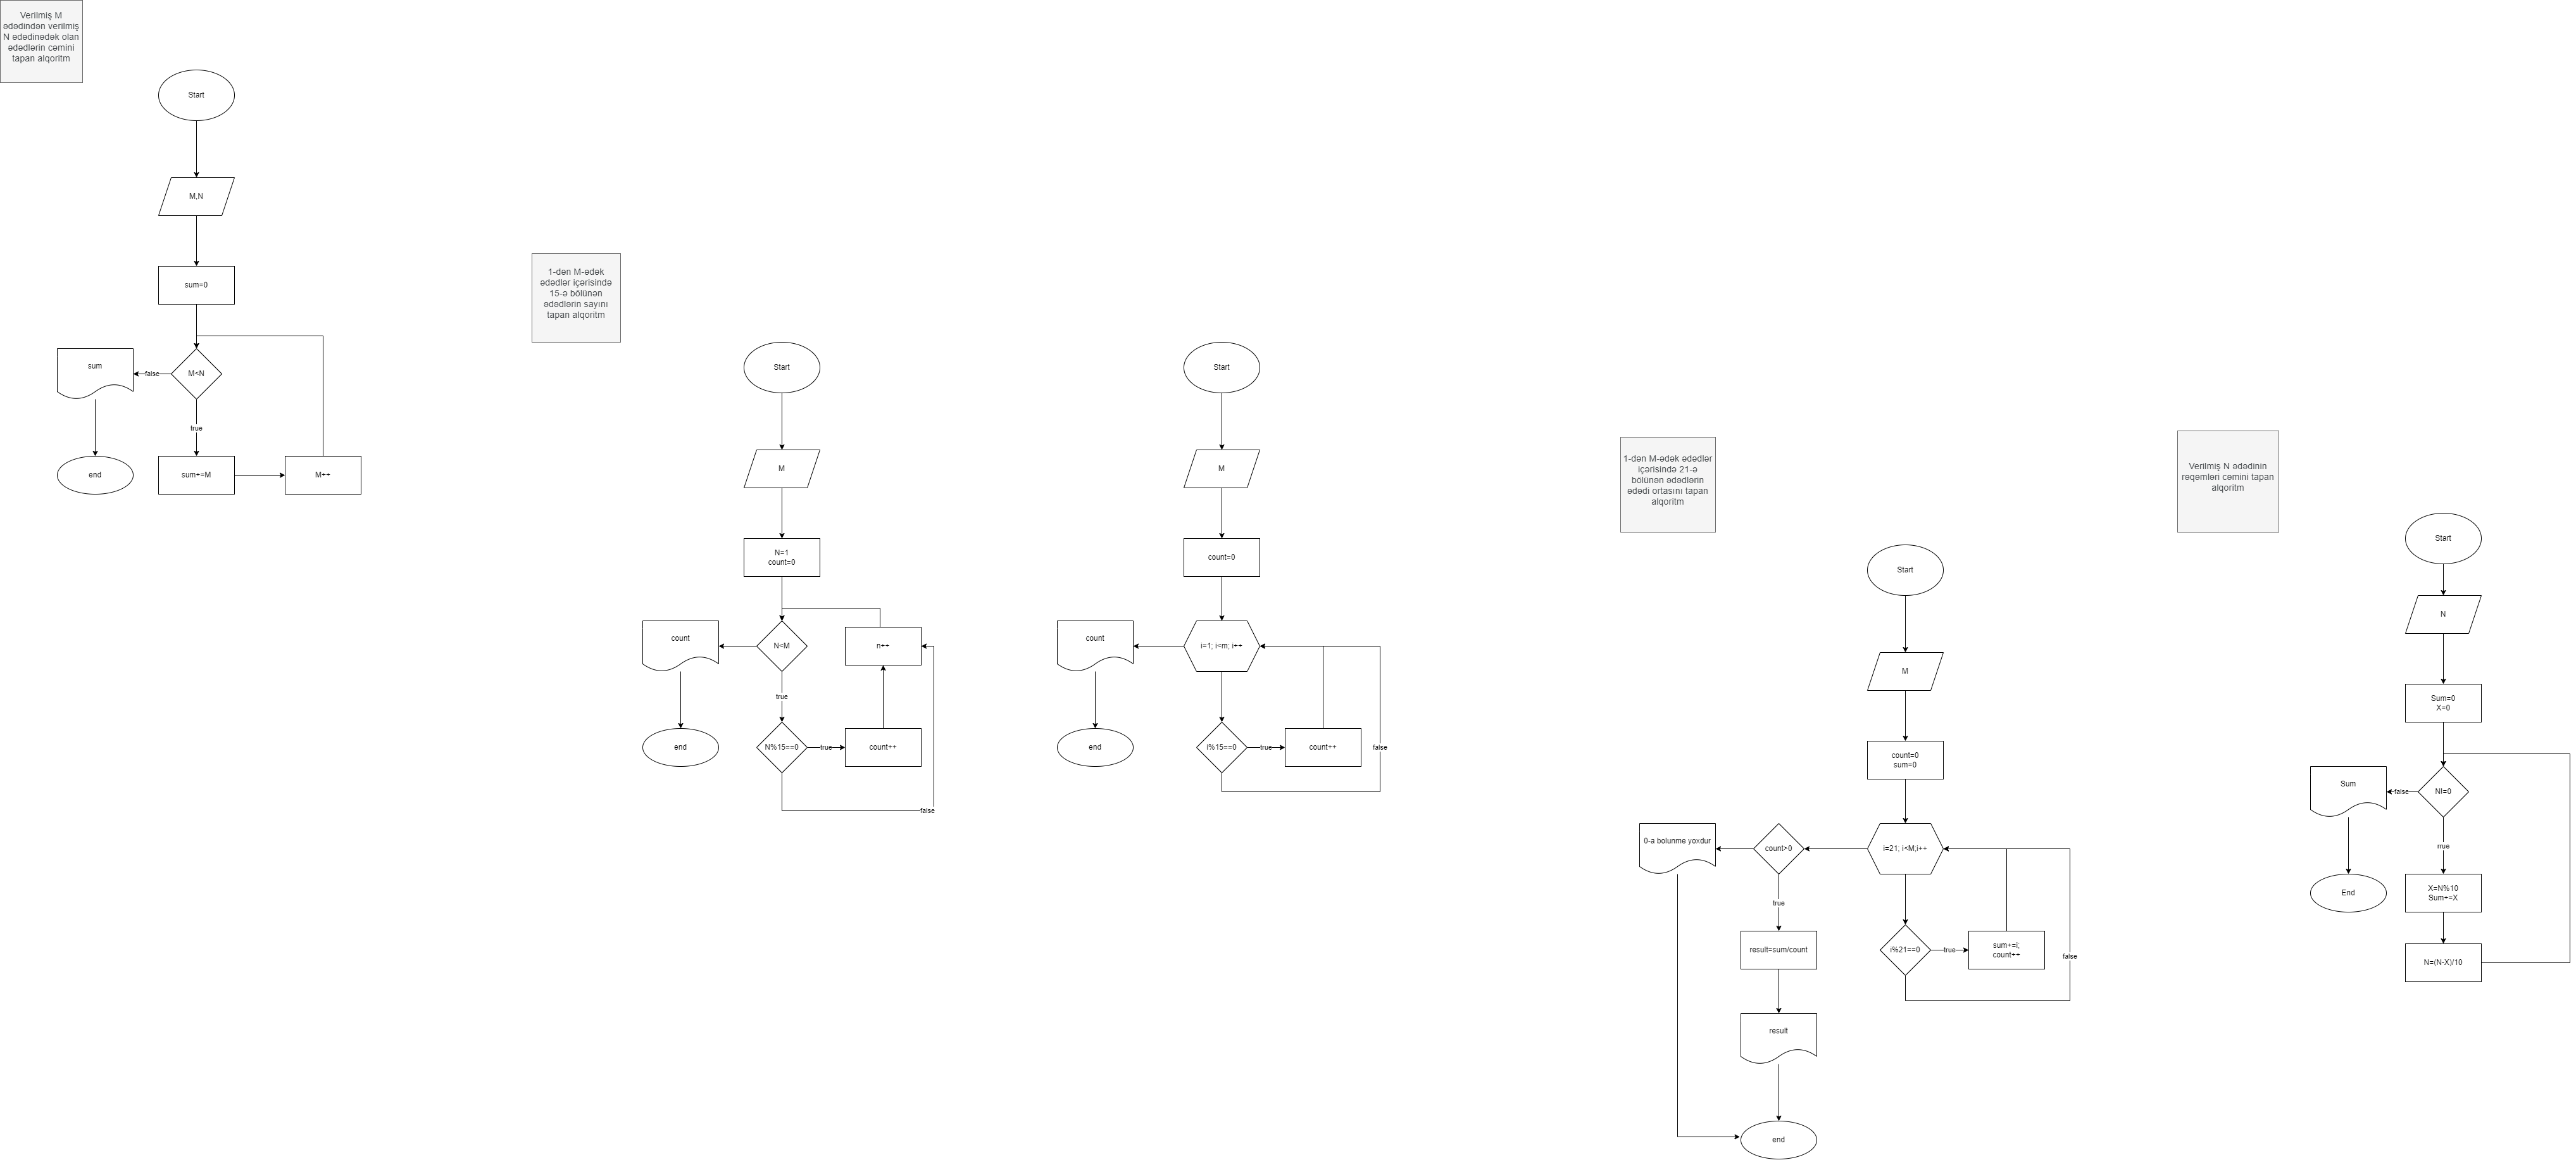 Verilmiş M
ədədindən verilmiş
N ədədinədək olan
ədədlərin cəmini
tapan alqoritm
Start
M,N
sum=0
sum
false
M<N
true
end
sum+=M
M++
1-dən M-ədək
ədədlər içərisində
15-ə bölünən
ədədlərin sayını
tapan alqoritm
Start
M
N=1
count=0
count
N<M
n++
true
end
N%15==0
true
count++
false
Start
M
count=0
count
i=1; i<m; i++
end
i%15==0
true
count++
false
1-dən M-ədək ədədlər
içərisində 21-ə
bölünən ədədlərin
ədədi ortasını tapan
alqoritm
Start
M
count=0
sum=0
0-a bolunme yoxdur
count>0
i=21; i<M;i++
true
result=sum/count
i%21==0
true
sum+=i;
count++
false
result
end
Verilmiş N ədədinin
rəqəmləri cəmini tapan
alqoritm
Start
N
Sum=0
X=0
Sum
false
N!=0
rrue
End
X=N%10
Sum+=X
N=(N-X)/10